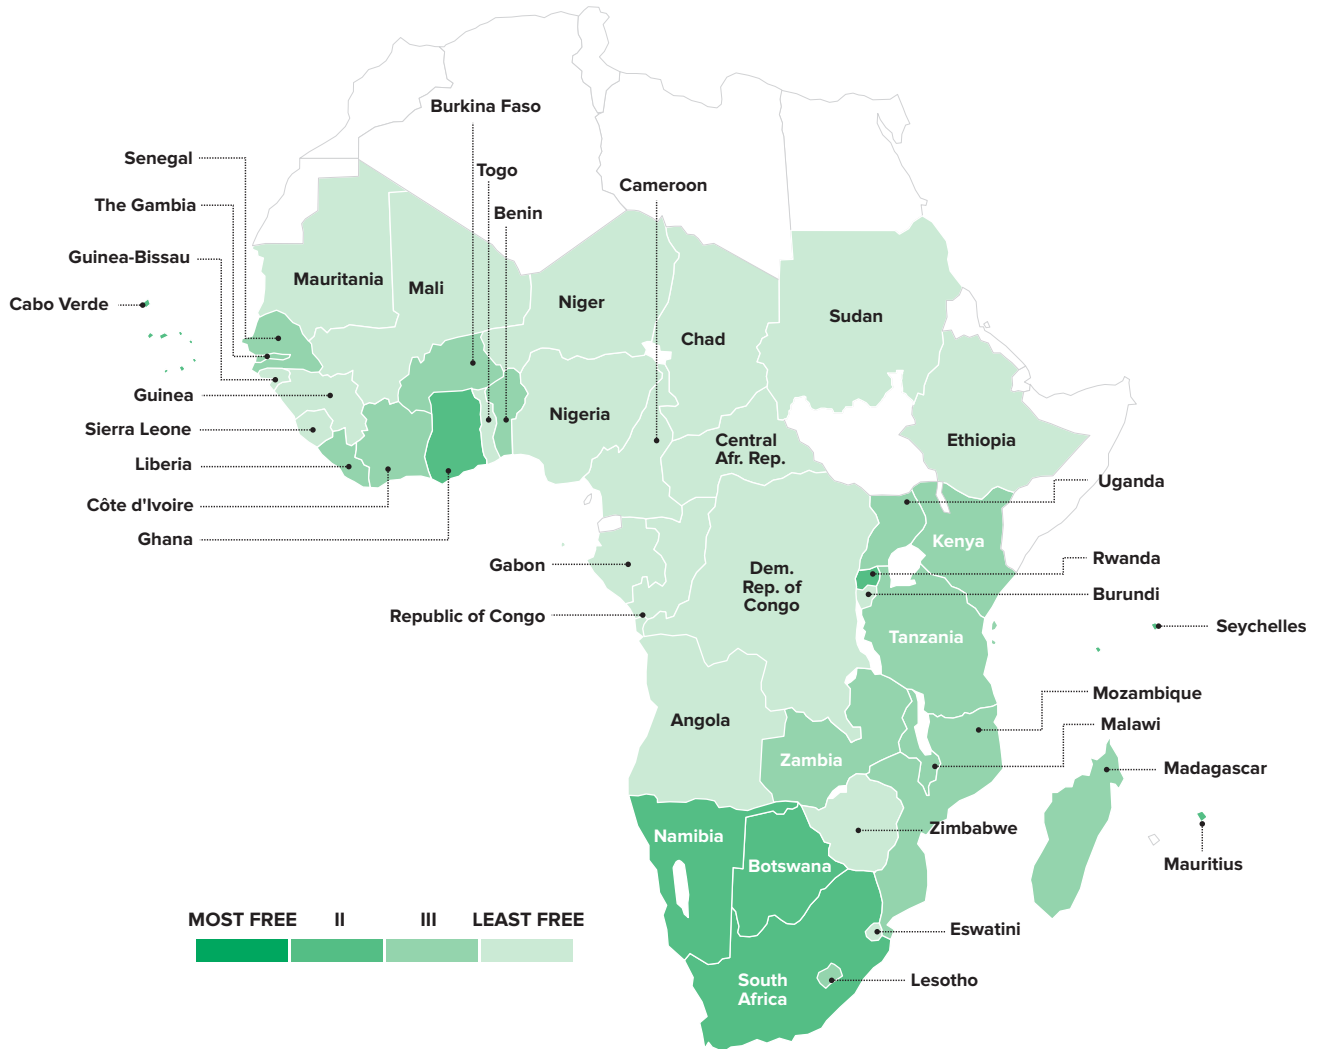 Burkina Faso
Senegal
Togo
Cameroon
The Gambia
Benin
Guinea-Bissau
Mauritania
Mali
Cabo Verde
Niger
Sudan
Chad
Guinea
Nigeria
Sierra Leone
Ethiopia
Central
Afr. Rep.
Liberia
Uganda
Côte d'Ivoire
Ghana
Kenya
Rwanda
Gabon
Dem.
Rep. of
Congo
Burundi
Republic of Congo
Seychelles
Tanzania
Mozambique
Angola
Malawi
Zambia
Madagascar
Zimbabwe
Namibia
Botswana
Mauritius
MOST FREE II III LEAST FREE
Eswatini
South
Africa
Lesotho